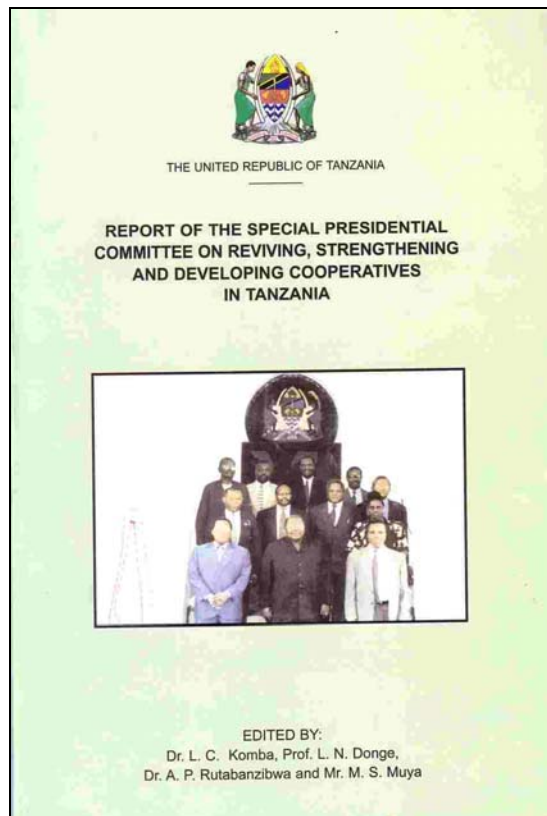 THE UNITED REPUBLIC OF TANZANIA
REPORT OF THE SPECIAL PRESIDENTIAL
COMMITTEE ON REVIVING, STRENGTHENING
AND DEVELOPING COOPERATIVES
IN TANZANIA
EDITED BY:
Dr. L. C. Komba, Prof. L. N. Donge,
Dr. A. P. Rutabanzibwa and Mr. M. S. Muya